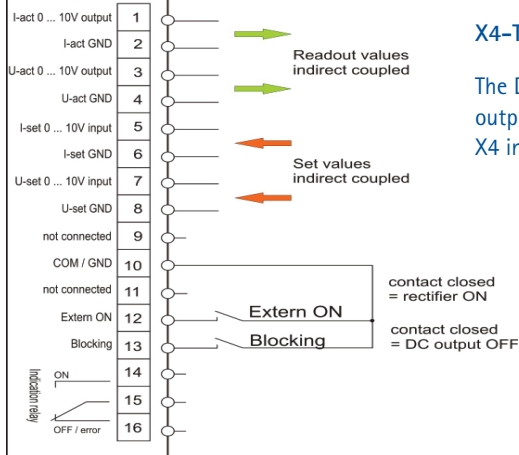 I-act 0 ... 10V output 1
I-act GND 2
U-act 0 ... 10V output 3
U-act GND 4
I-set 0 ... 10V input 5
I-set GND 6
U-set 0 ... 10V input 7
U-set GND 8
not connected 9
COM / GND 10
not connected 11
Extern ON 12
Blocking 13
14
15
16
Indication relay
ON
OFF / error
Readout values
indirect coupled
Set values
indirect coupled
Extern ON
Blocking
contact closed
= rectifier ON
contact closed
= DC output OFF
X4-T
The D
outp
X4 in